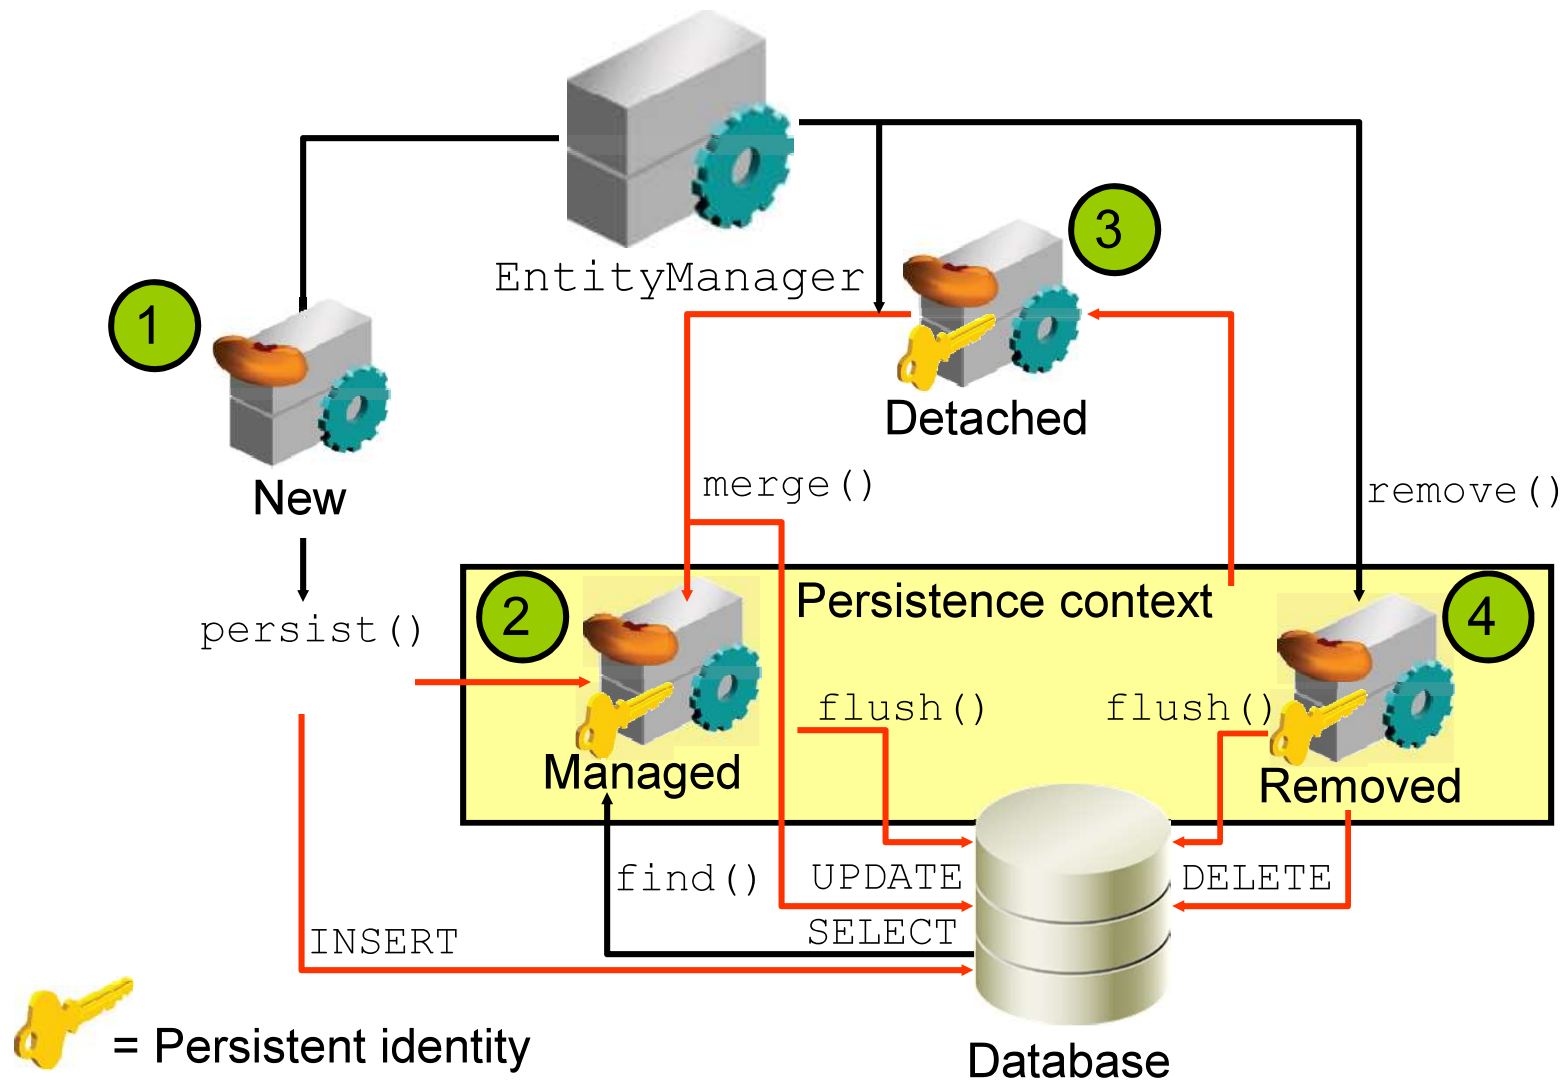 EntityManager
3
1
Detached
merge()
remove()
New
2
Persistence context
4
persist()
flush()
flush()
Managed
Removed
find()
UPDATE
DELETE
SELECT
INSERT
= Persistent identity
Database